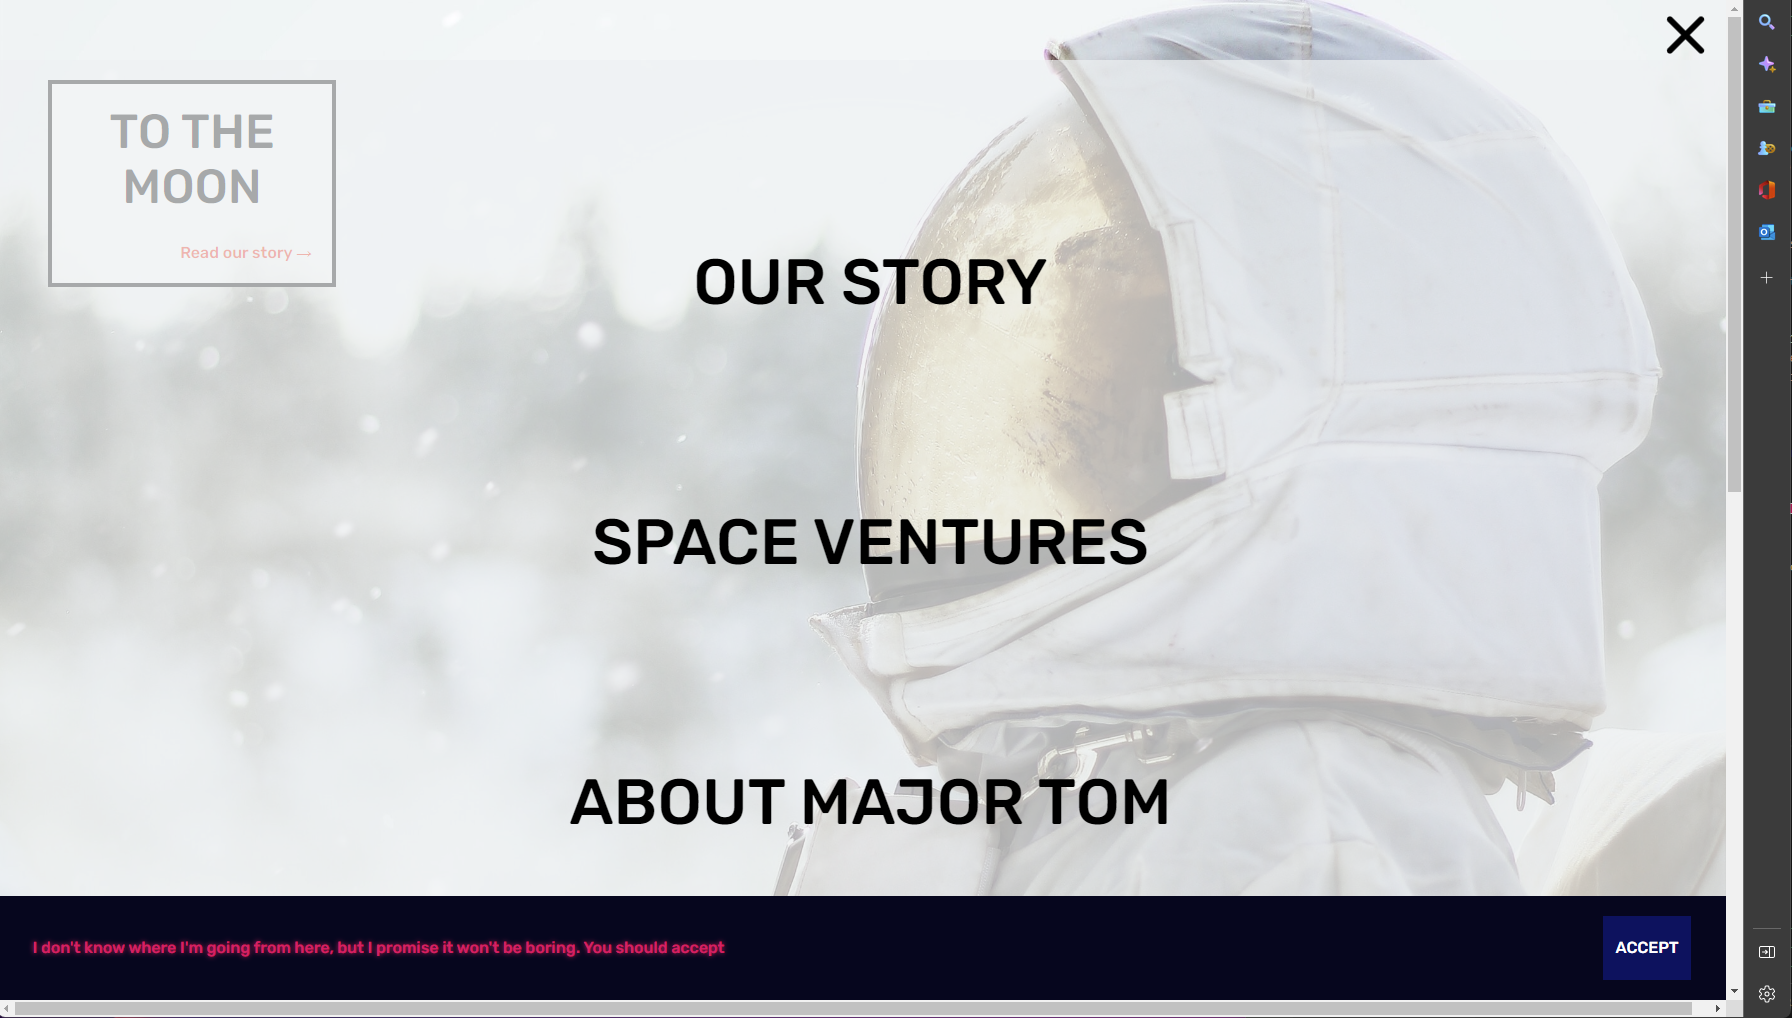 TO THE
MOON
Read our story →
OUR STORY
SPACE VENTURES
ABOUT MAJOR TOM
I don't know where I'm going from here, but I promise it won't be boring. You should accept
ACCEPT